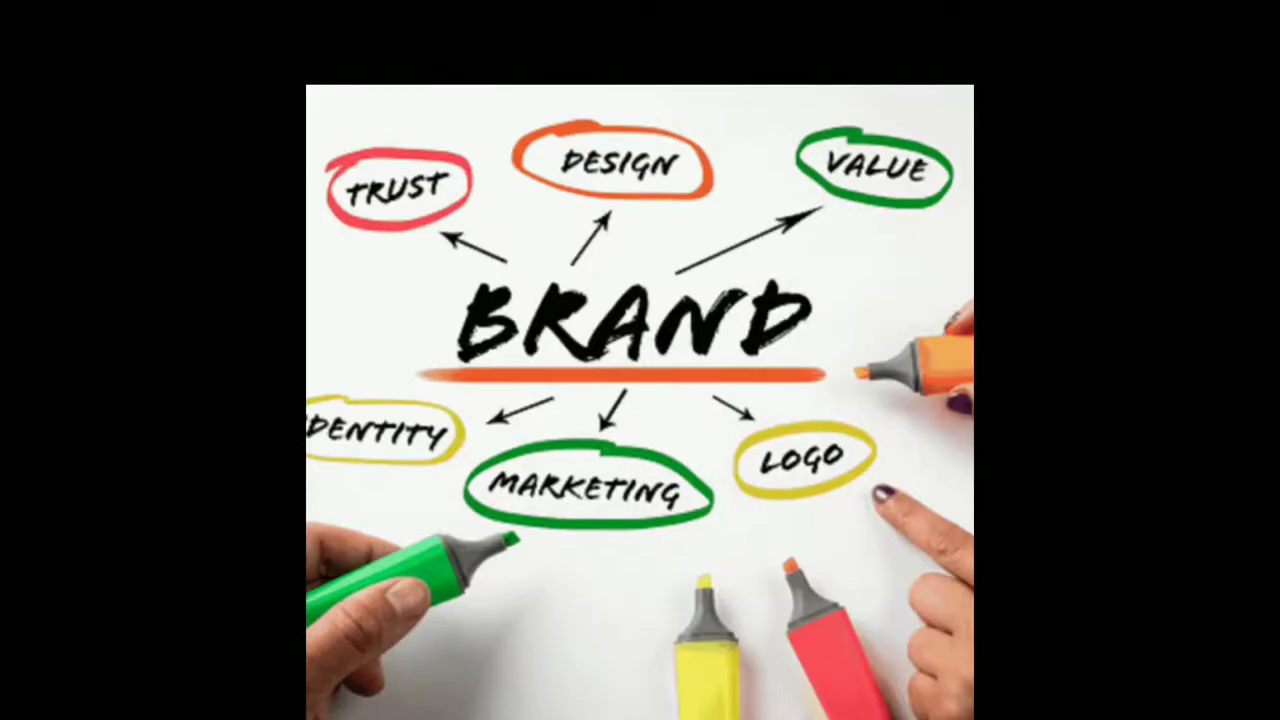 TRUST
DESIGN
VALUE
BRAND
DENTITY
MARKETING
LOGO